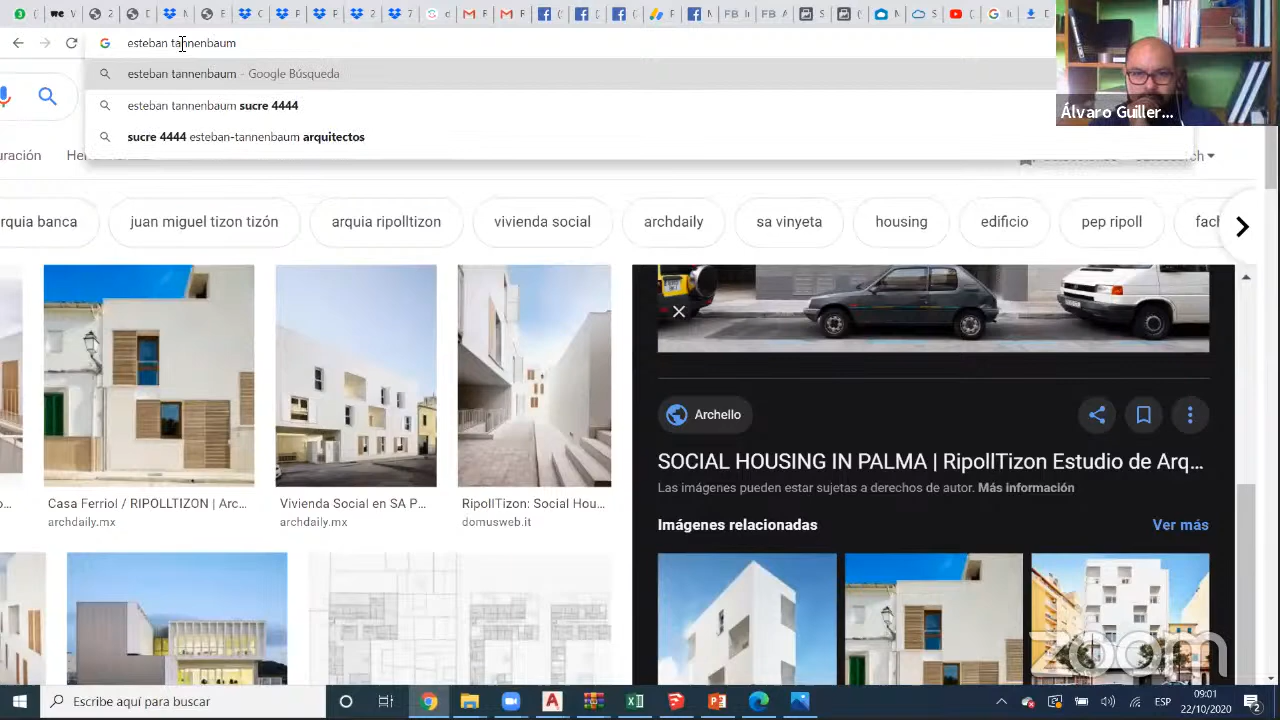 esteban tannenbaum
esteban tannenbaum - Google Búsqueda
esteban tannenbaum sucre 4444
sucre 4444 esteban-tannenbaum arquitectos
Álvaro Guiller...
uración
rquia banca
juan miguel tizon tizón
arquia ripolltizon
vivienda social
archdaily
sa vinyeta
housing
edificio
pep ripoll
fach
Archello
SOCIAL HOUSING IN PALMA | RipollTizon Estudio de Arq...
Las imágenes pueden estar sujetas a derechos de autor. Más información
Casa Ferriol / RIPOLLTIZON | Arc...
archdaily.mx
Vivienda Social en SA P...
archdaily.mx
RipollTizon: Social Hou...
domusweb.it
Imágenes relacionadas
Ver más
zoom
Escribe aquí para buscar
ESP
09:01
22/10/2020